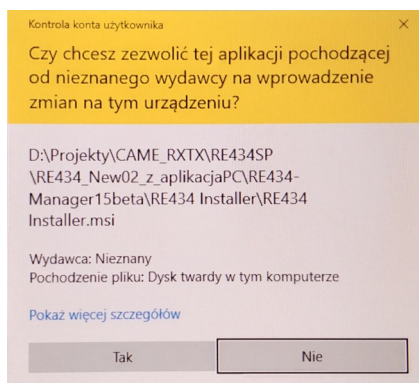 Kontrola konta użytkownika
Czy chcesz zezwolić tej aplikacji pochodzącej
od nieznanego wydawcy na wprowadzenie
zmian na tym urządzeniu?
D:\Projekty\CAME_RXTX\RE434SP
\RE434_New02_z_aplikacjaPC\RE434-
Manager15beta\RE434 Installer\RE434
Installer.msi
Wydawca: Nieznany
Pochodzenie pliku: Dysk twardy w tym komputerze
Pokaż więcej szczegółów
Tak
Nie